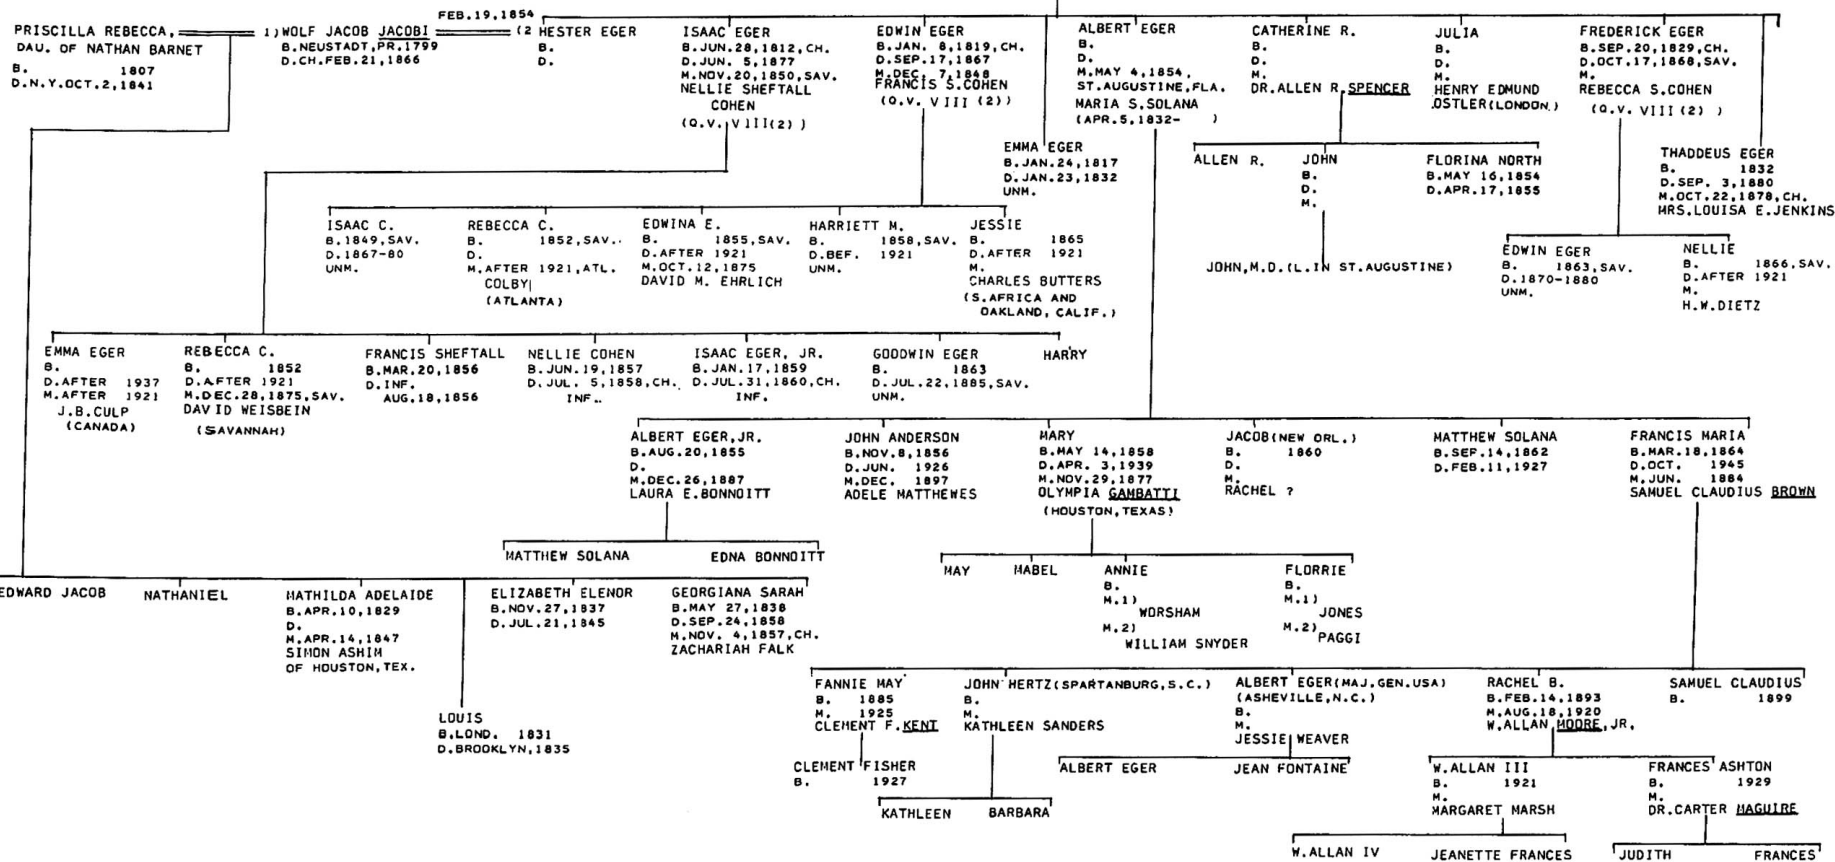 FEB.19,1854
PRISCILLA REBECCA,
DAU. OF NATHAN BARNET
B. 1807
D.N.Y.OCT.2,1841
1) WOLF JACOB JACOBI
B.NEUSTADT,PR.1799
D.CH.FEB.21,1866
(2 HESTER EGER
B.
D.
ISAAC EGER
B.JUN.28,1812,CH.
D.JUN. 5,1877
M.NOV.20,1850,SAV.
NELLIE SHEFTALL
COHEN
(Q.V. VIII(2) )
EDWIN EGER
B.JAN. 8,1819,CH.
D.SEP.17,1867
M.DEC. 7,1848
FRANCIS S.COHEN
(Q.V. VIII (2))
ALBERT EGER
B.
D.
M.MAY 4,1854,
ST.AUGUSTINE,FLA.
MARIA S.SOLANA
(APR.5,1832- )
CATHERINE R.
B.
D.
M.
DR.ALLEN R.SPENCER
JULIA
B.
D.
M.
HENRY EDMUND
OSTLER(LONDON)
FREDERICK EGER
B.SEP.20,1829,CH.
D.OCT.17,1868,SAV.
M.
REBECCA S.COHEN
(Q.V. VIII (2) )
EMMA EGER
B.JAN.24,1817
D.JAN.23,1832
UNM.
ALLEN R.
JOHN
B.
D.
M.
FLORINA NORTH
B.MAY 16,1854
D.APR.17,1855
THADDEUS EGER
B. 1832
D.SEP. 3,1880
M.OCT.22,1878,CH.
MRS.LOUISA E.JENKINS
ISAAC C.
B.1849,SAV.
D.1867-80
UNM.
REBECCA C.
B. 1852,SAV.
D.
M.AFTER 1921,ATL.
COLBY
(ATLANTA)
EDWINA E.
B. 1855,SAV.
D.AFTER 1921
M.OCT.12,1875
DAVID M. EHRLICH
HARRIETT M.
B. 1858,SAV.
D.BEF. 1921
UNM.
JESSIE
B. 1865
D.AFTER 1921
M.
CHARLES BUTTERS
(S.AFRICA AND
OAKLAND, CALIF.)
JOHN,M.D.(L.IN ST.AUGUSTINE)
EDWIN EGER
B. 1863,SAV.
D.1870-1880
UNM.
NELLIE
B. 1866,SAV.
D.AFTER 1921
M.
H.W.DIETZ
EMMA EGER
B.
D.AFTER 1937
M.AFTER 1921
J.B.CULP
(CANADA)
REBECCA C.
B. 1852
D.AFTER 1921
M.DEC.28,1875,SAV.
DAVID WEISBEIN
(SAVANNAH)
FRANCIS SHEFTALL
B.MAR.20,1856
D.INF.
AUG.18,1856
NELLIE COHEN
B.JUN.19,1857
D.JUL. 5,1858,CH.
INF.
ISAAC EGER, JR.
B.JAN.17,1859
D.JUL.31,1860,CH.
INF.
GOODWIN EGER
B. 1863
D.JUL.22,1885,SAV.
UNM.
HARRY
ALBERT EGER,JR.
B.AUG.20,1855
D.
M.DEC.26,1887
LAURA E.BONNOITT
JOHN ANDERSON
B.NOV.8,1856
D.JUN. 1926
M.DEC. 1897
ADELE MATTHEWES
MARY
B.MAY 14,1858
D.APR. 3,1939
M.NOV.29,1877
OLYMPIA GAMBATTI
(HOUSTON,TEXAS)
JACOB(NEW ORL.)
B. 1860
D.
M.
RACHEL ?
MATTHEW SOLANA
B.SEP.14,1862
D.FEB.11,1927
FRANCIS MARIA
B.MAR.18,1864
D.OCT. 1945
M.JUN. 1884
SAMUEL CLAUDIUS BROWN
MATTHEW SOLANA
EDNA BONNOITT
MAY
MABEL
ANNIE
B.
M.1)
WORSHAM
M.2)
WILLIAM SNYDER
FLORRIE
B.
M.1)
JONES
M.2)
PAGGI
EDWARD JACOB
NATHANIEL
MATHILDA ADELAIDE
B.APR.10,1829
D.
M.APR.14,1847
SIMON ASHIM
OF HOUSTON,TEX.
ELIZABETH ELENOR
B.NOV.27,1837
D.JUL.21,1845
GEORGIANA SARAH
B.MAY 27,1838
D.SEP.24,1858
M.NOV. 4,1857,CH.
ZACHARIAH FALK
LOUIS
B.LOND. 1831
D.BROOKLYN,1835
FANNIE MAY
B. 1885
M. 1925
CLEMENT F.KENT
JOHN HERTZ(SPARTANBURG,S.C.)
B.
M.
KATHLEEN SANDERS
ALBERT EGER(MAJ.GEN.USA)
(ASHEVILLE,N.C.)
B.
M.
JESSIE WEAVER
RACHEL B.
B.FEB.14,1893
M.AUG.18,1920
W.ALLAN MOORE,JR.
SAMUEL CLAUDIUS
B. 1899
CLEMENT FISHER
B. 1927
ALBERT EGER
JEAN FONTAINE
W.ALLAN III
B. 1921
M.
MARGARET MARSH
FRANCES ASHTON
B. 1929
M.
DR.CARTER MAGUIRE
KATHLEEN
BARBARA
W.ALLAN IV
JEANETTE FRANCES
JUDITH
FRANCES